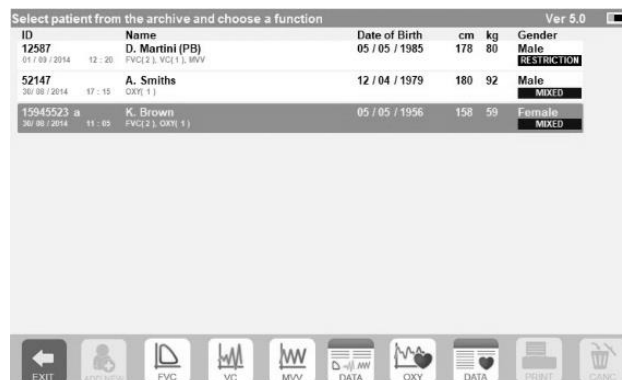 Select patient from the archive and choose a function Ver 5.0
ID Name Date of Birth cm kg Gender
12587 D. Martini (PB) 05 / 05 / 1985 178 80 Male
01 / 09 / 2014 12 : 20 FVC( 2 ), VC( 1 ), MVV RESTRICTION
52147 A. Smiths 12 / 04 / 1979 180 92 Male
30/ 08 / 2014 17 : 15 OXY( 1 ) MIXED
15945523 a K. Brown 05 / 05 / 1956 158 59 Female
30/ 08 / 2014 11 : 05 FVC( 2 ), OXY( 1 ) MIXED
EXIT ADD NEW FVC VC MVV DATA OXY DATA PRINT CANC